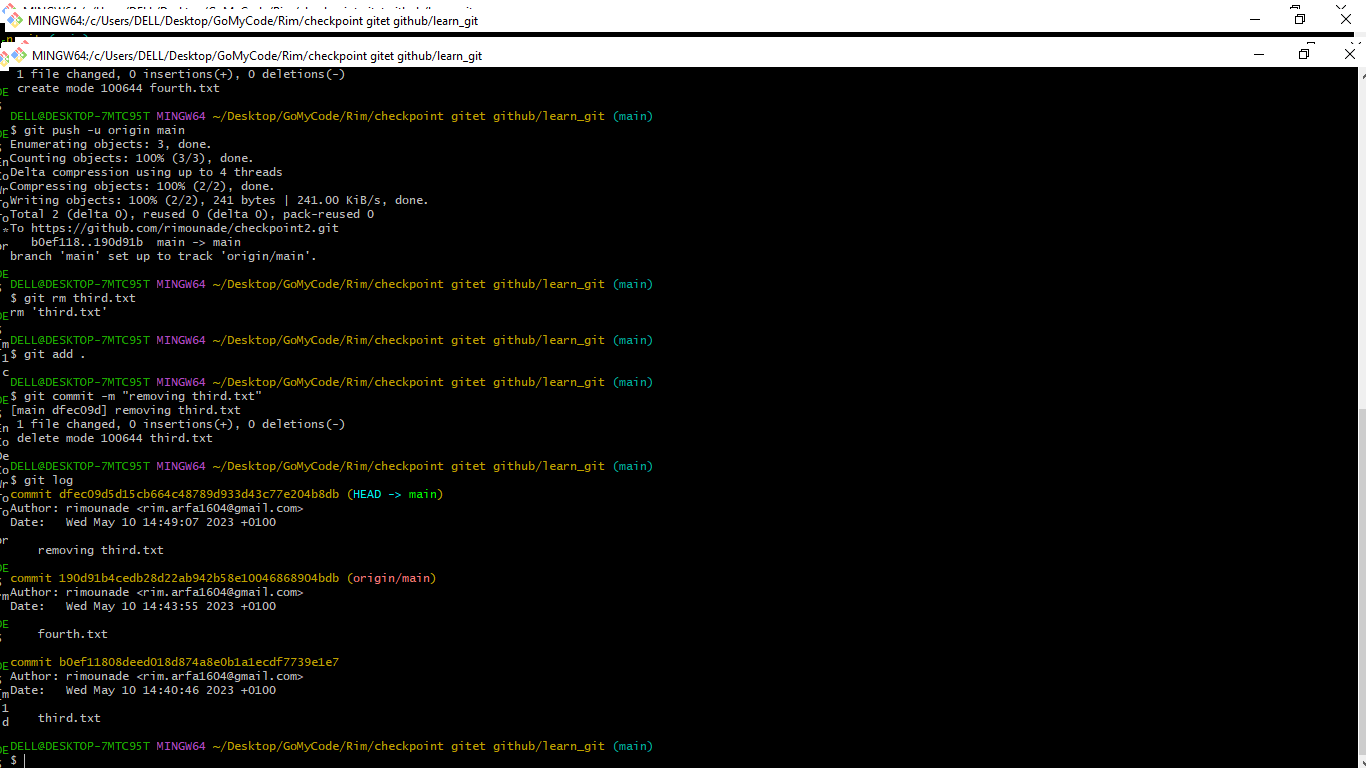 MINGW64:/c/Users/DELL/Desktop/GoMyCode/Rim/checkpoint gitet github/learn_git
MINGW64:/c/Users/DELL/Desktop/GoMyCode/Rim/checkpoint gitet github/learn_git
1 file changed, 0 insertions(+), 0 deletions(-)
create mode 100644 fourth.txt
DELL@DESKTOP-7MTC95T MINGW64 ~/Desktop/GoMyCode/Rim/checkpoint gitet github/learn_git (main)
$ git push -u origin main
Enumerating objects: 3, done.
Counting objects: 100% (3/3), done.
Delta compression using up to 4 threads
Compressing objects: 100% (2/2), done.
Writing objects: 100% (2/2), 241 bytes | 241.00 KiB/s, done.
Total 2 (delta 0), reused 0 (delta 0), pack-reused 0
To https://github.com/rimounade/checkpoint2.git
b0ef118..190d91b  main -> main
branch 'main' set up to track 'origin/main'.
DELL@DESKTOP-7MTC95T MINGW64 ~/Desktop/GoMyCode/Rim/checkpoint gitet github/learn_git (main)
$ git rm third.txt
rm 'third.txt'
DELL@DESKTOP-7MTC95T MINGW64 ~/Desktop/GoMyCode/Rim/checkpoint gitet github/learn_git (main)
$ git add .
DELL@DESKTOP-7MTC95T MINGW64 ~/Desktop/GoMyCode/Rim/checkpoint gitet github/learn_git (main)
$ git commit -m "removing third.txt"
[main dfec09d] removing third.txt
1 file changed, 0 insertions(+), 0 deletions(-)
delete mode 100644 third.txt
DELL@DESKTOP-7MTC95T MINGW64 ~/Desktop/GoMyCode/Rim/checkpoint gitet github/learn_git (main)
$ git log
commit dfec09d5d15cb664c48789d933d43c77e204b8db (HEAD -> main)
Author: rimounade <rim.arfa1604@gmail.com>
Date:   Wed May 10 14:49:07 2023 +0100
removing third.txt
commit 190d91b4cedb28d22ab942b58e10046868904bdb (origin/main)
Author: rimounade <rim.arfa1604@gmail.com>
Date:   Wed May 10 14:43:55 2023 +0100
fourth.txt
commit b0ef11808deed018d874a8e0b1a1ecdf7739e1e7
Author: rimounade <rim.arfa1604@gmail.com>
Date:   Wed May 10 14:40:46 2023 +0100
third.txt
DELL@DESKTOP-7MTC95T MINGW64 ~/Desktop/GoMyCode/Rim/checkpoint gitet github/learn_git (main)
$